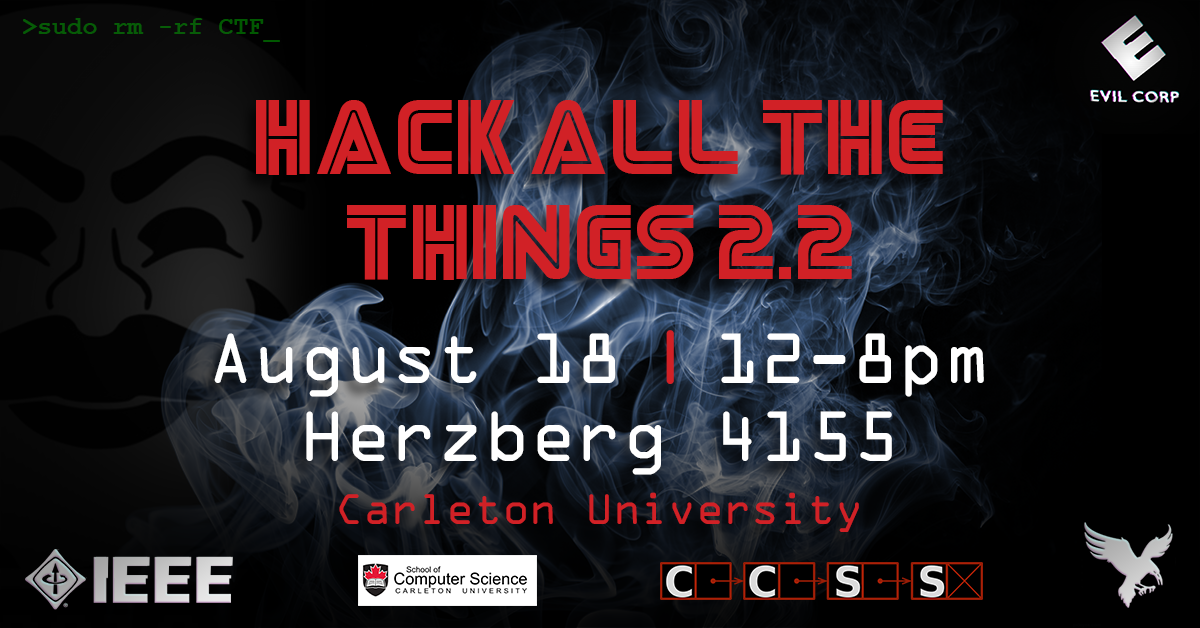 >sudo rm -rf CTF_
EVIL CORP
HACK ALL THE
THINGS 2.2
August 18 | 12-8pm
Herzberg 4155
Carleton University
IEEE
School of
Computer Science
CARLETON UNIVERSITY
C C S S